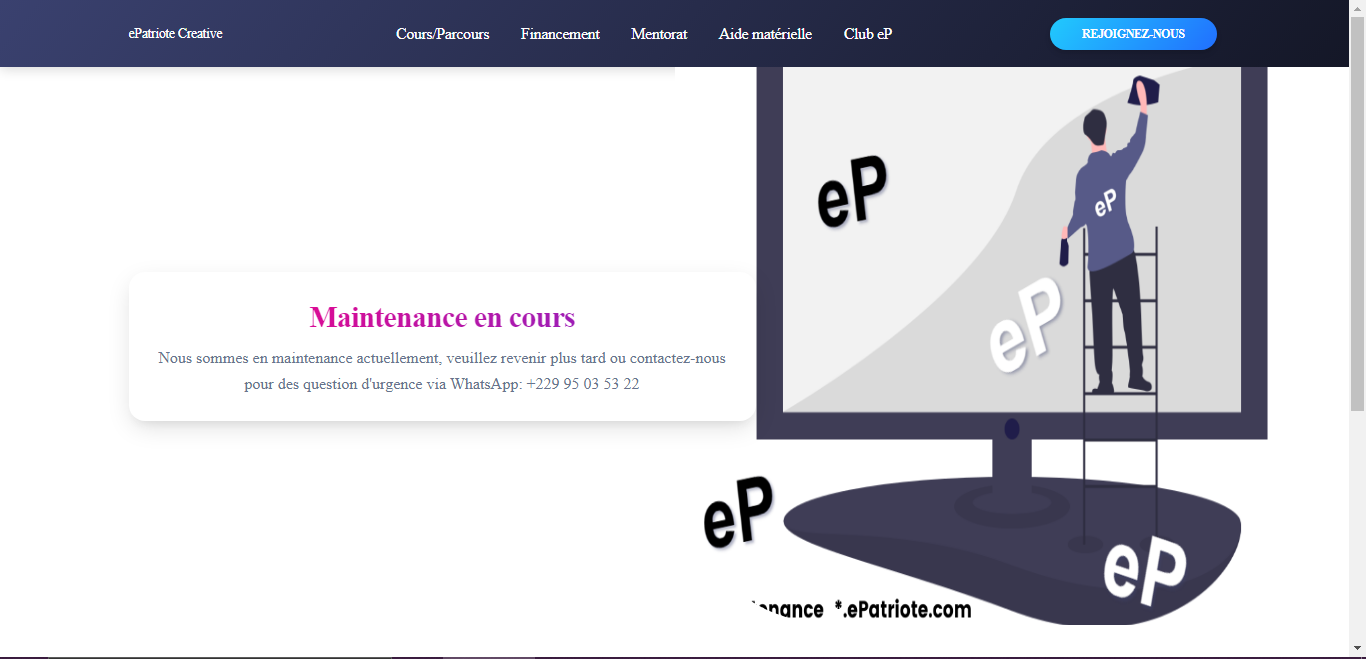 ePatriote Creative
Cours/Parcours
Financement
Mentorat
Aide matérielle
Club eP
REJOIGNEZ-NOUS
eP
eP
eP
Maintenance en cours
Nous sommes en maintenance actuellement, veuillez revenir plus tard ou contactez-nous
pour des question d'urgence via WhatsApp: +229 95 03 53 22
eP
eP
*.ePatriote.com